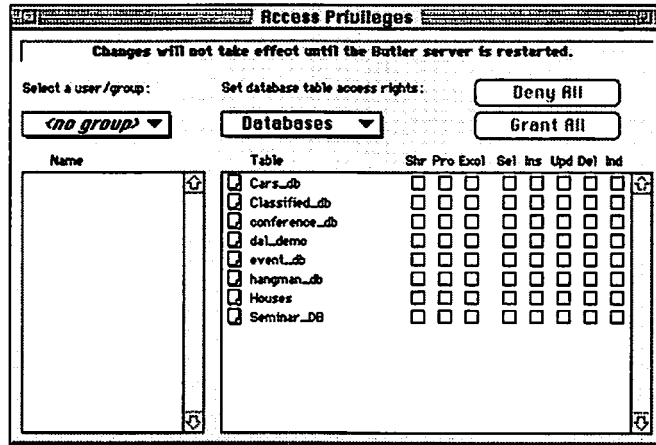 Access Privileges
Changes will not take effect until the Butler server is restarted.
Select a user/group:
Set database table access rights:
Deny All
<no group>
Databases
Grant All
Name
Table Shr Pro Excl Sel Ins Upd Del Ind
Cars_db
Classified_db
conference_db
dal_demo
event_db
hangman_db
Houses
Seminar_DB